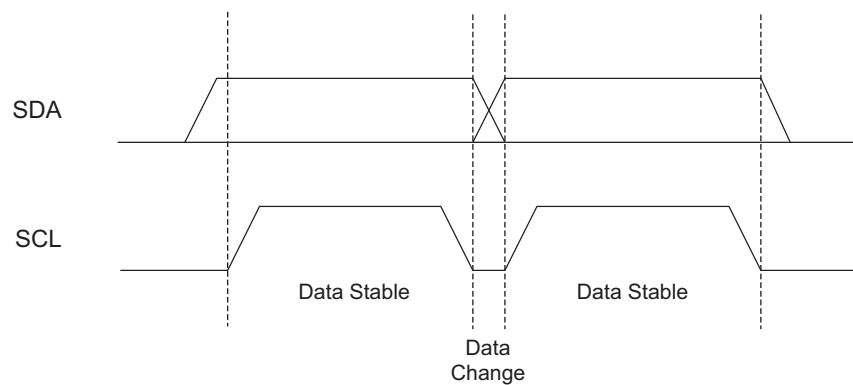 SDA
SCL
Data Stable
Data Stable
Data
Change